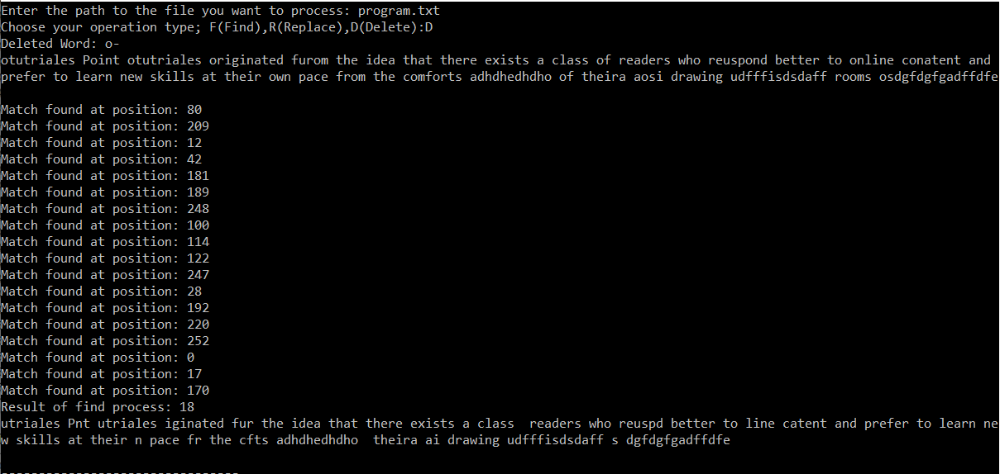 Enter the path to the file you want to process: program.txt
Choose your operation type; F(Find),R(Replace),D(Delete):D
Deleted Word: o-
otutriales Point otutriales originated furom the idea that there exists a class of readers who reuspond better to online conatent and
prefer to learn new skills at their own pace from the comforts adhdhedhdho of theira aosi drawing udfffisdsdaff rooms osdgfdgfgadffdfe
Match found at position: 80
Match found at position: 209
Match found at position: 12
Match found at position: 42
Match found at position: 181
Match found at position: 189
Match found at position: 248
Match found at position: 100
Match found at position: 114
Match found at position: 122
Match found at position: 247
Match found at position: 28
Match found at position: 192
Match found at position: 220
Match found at position: 252
Match found at position: 0
Match found at position: 17
Match found at position: 170
Result of find process: 18
utriales Pnt utriales iginated fur the idea that there exists a class  readers who reuspd better to line catent and prefer to learn ne
w skills at their n pace fr the cfts adhdhedhdho  theira ai drawing udfffisdsdaff s dgfdgfgadffdfe
--------------------------------